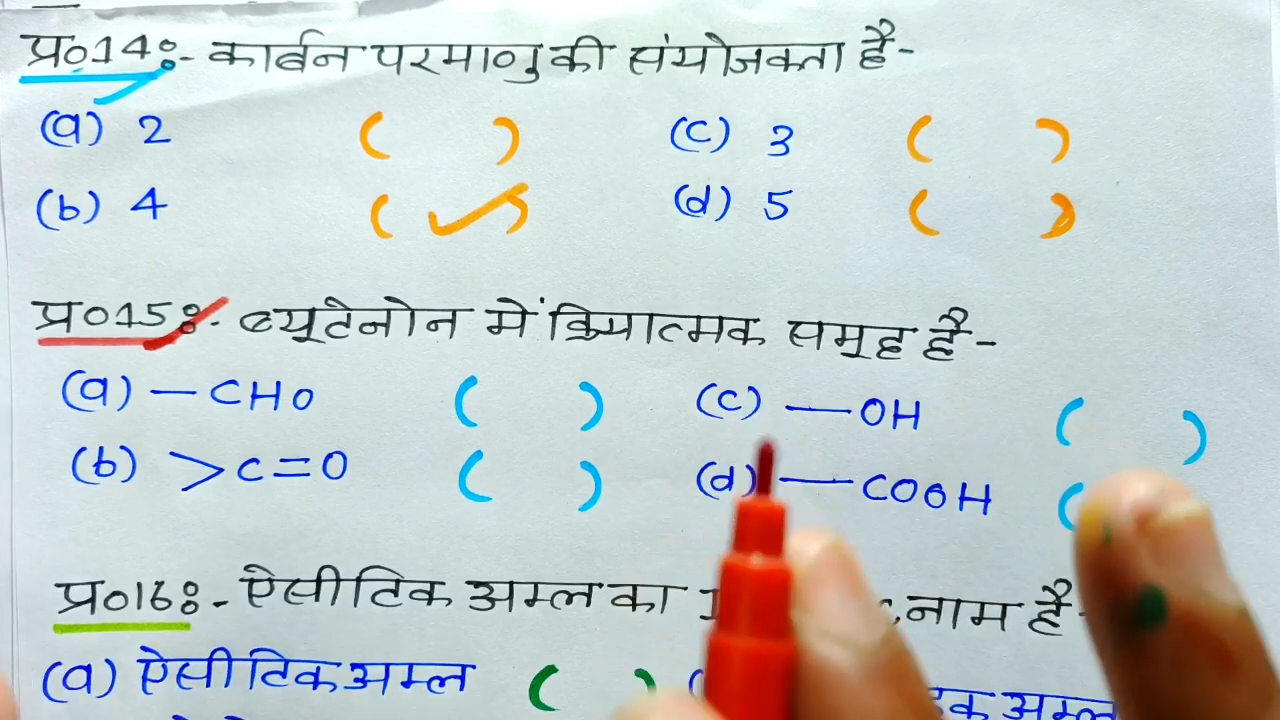 प्र०14ः- कार्बन परमाणु की संयोजकता है-
(a) 2 ( ) (c) 3 ( )
(b) 4 ( ✓ ) (d) 5 ( )
प्र०15ः- ब्यूटेनोन में क्रियात्मक समूह है-
(a) — CHO ( ) (c) — OH ( )
(b) >C=O ( ) (d) — COOH (
प्र०16ः- ऐसीटिक अम्ल का नाम है-
(a) ऐसीटिक अम्ल ( ) ( अम्ल